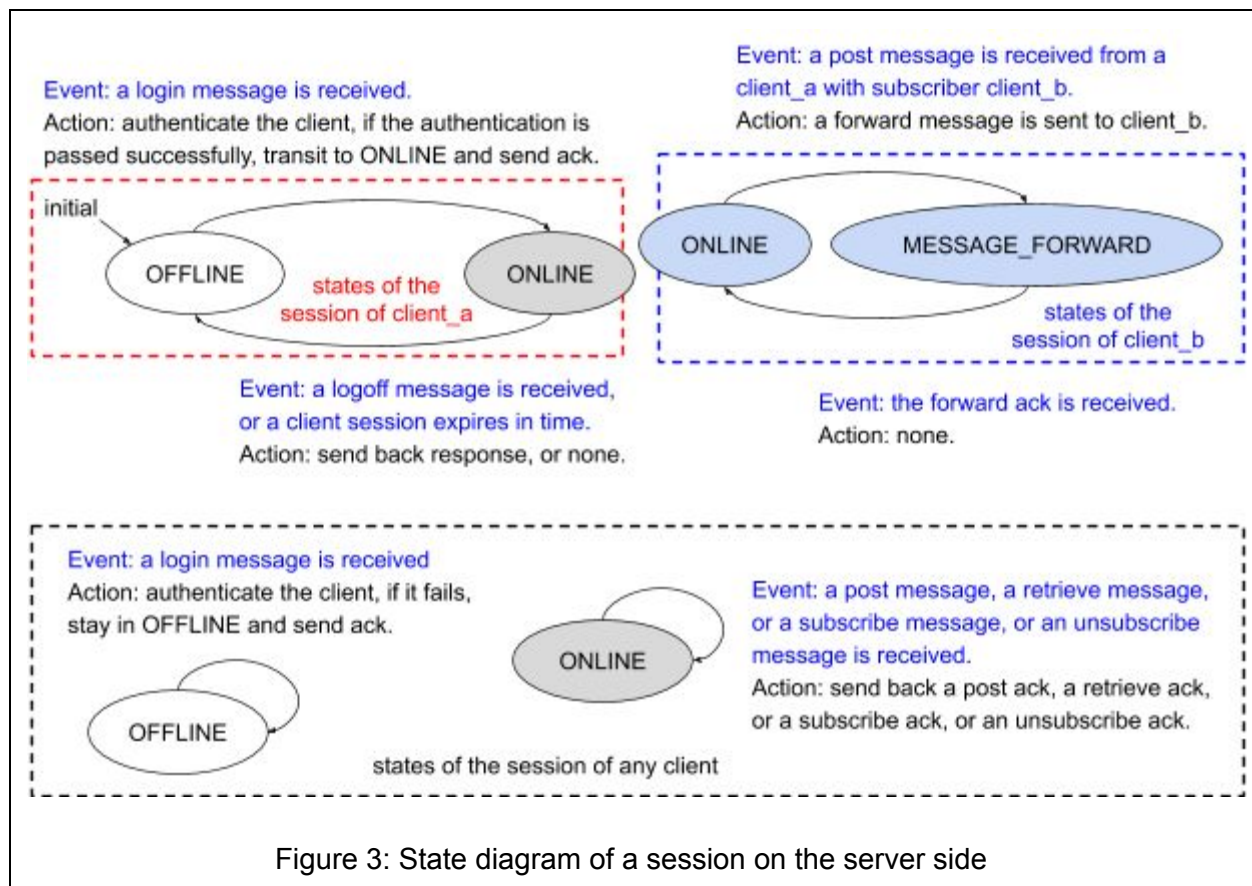 Event: a login message is received.
Action: authenticate the client, if the authentication is
passed successfully, transit to ONLINE and send ack.
Event: a post message is received from a
client_a with subscriber client_b.
Action: a forward message is sent to client_b.
initial
OFFLINE
ONLINE
states of the
session of client_a
ONLINE
MESSAGE_FORWARD
states of the
session of client_b
Event: a logoff message is received,
or a client session expires in time.
Action: send back response, or none.
Event: the forward ack is received.
Action: none.
Event: a login message is received
Action: authenticate the client, if it fails,
stay in OFFLINE and send ack.
OFFLINE
ONLINE
Event: a post message, a retrieve message,
or a subscribe message, or an unsubscribe
message is received.
Action: send back a post ack, a retrieve ack,
or a subscribe ack, or an unsubscribe ack.
states of the session of any client
Figure 3: State diagram of a session on the server side